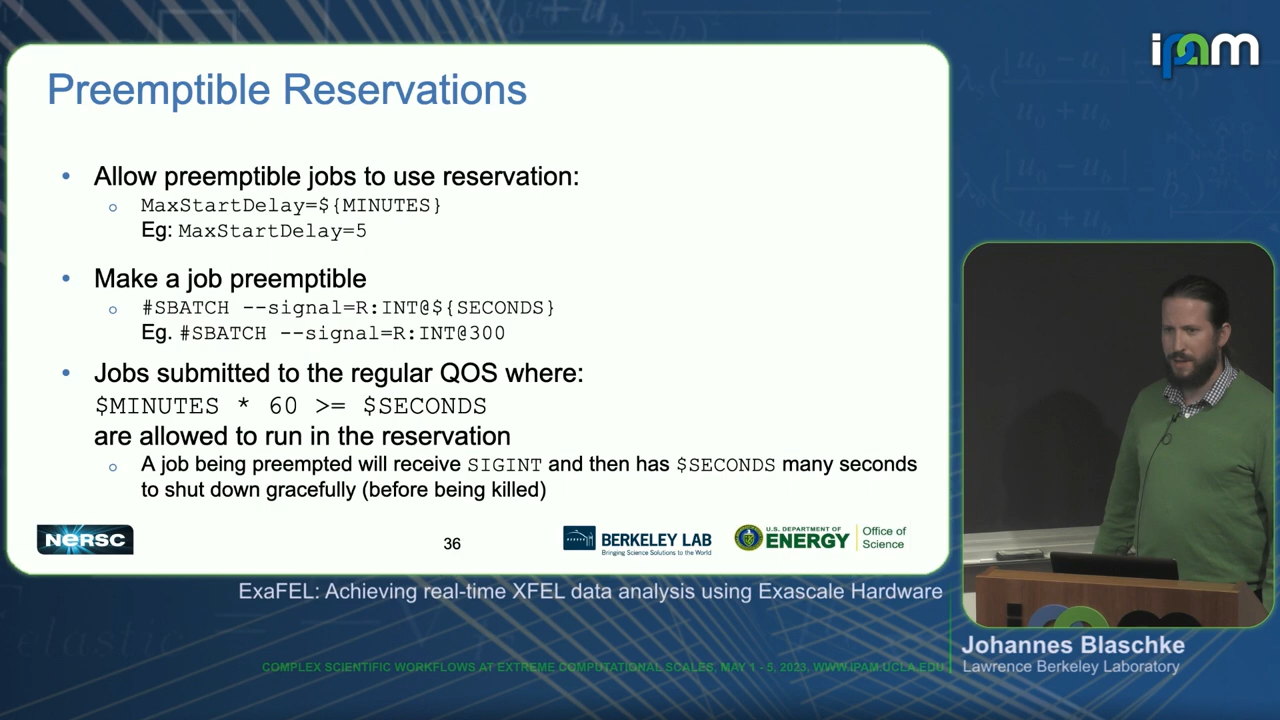 ipam
Preemptible Reservations
• Allow preemptible jobs to use reservation:
○ MaxStartDelay=${MINUTES}
Eg: MaxStartDelay=5
• Make a job preemptible
○ #SBATCH --signal=R:INT@${SECONDS}
Eg. #SBATCH --signal=R:INT@300
• Jobs submitted to the regular QOS where:
$MINUTES * 60 >= $SECONDS
are allowed to run in the reservation
○ A job being preempted will receive SIGINT and then has $SECONDS many seconds
to shut down gracefully (before being killed)
NERSC
36
BERKELEY LAB
Bringing Science Solutions to the World
U.S. DEPARTMENT OF
ENERGY
Office of
Science
ExaFEL: Achieving real-time XFEL data analysis using Exascale Hardware
Johannes Blaschke
Lawrence Berkeley Laboratory
COMPLEX SCIENTIFIC WORKFLOWS AT EXTREME COMPUTATIONAL SCALES, MAY 1 - 5, 2023, WWW.IPAM.UCLA.EDU